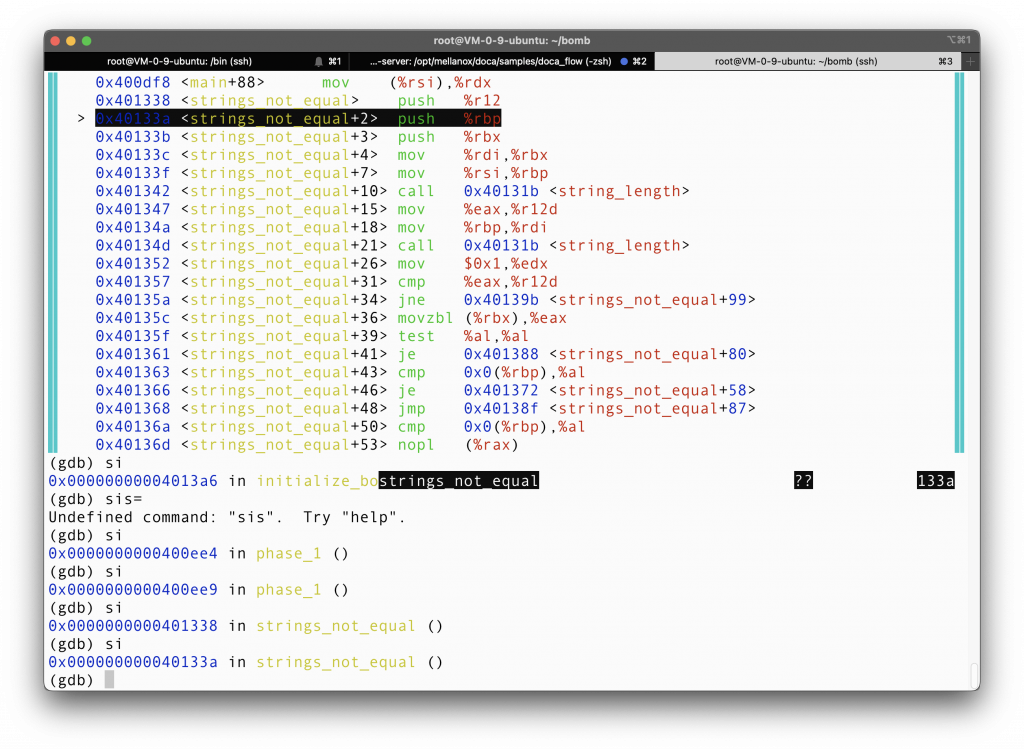 root@VM-0-9-ubuntu: ~/bomb
⌥⌘1
root@VM-0-9-ubuntu: /bin (ssh) ⌘1 ...-server: /opt/mellanox/doca/samples/doca_flow (-zsh) ⌘2 root@VM-0-9-ubuntu: ~/bomb (ssh) ⌘3 +
0x400df8 <main+88> mov (%rsi),%rdx
0x401338 <strings_not_equal> push %r12
> 0x40133a <strings_not_equal+2> push %rbp
0x40133b <strings_not_equal+3> push %rbx
0x40133c <strings_not_equal+4> mov %rdi,%rbx
0x40133f <strings_not_equal+7> mov %rsi,%rbp
0x401342 <strings_not_equal+10> call 0x40131b <string_length>
0x401347 <strings_not_equal+15> mov %eax,%r12d
0x40134a <strings_not_equal+18> mov %rbp,%rdi
0x40134d <strings_not_equal+21> call 0x40131b <string_length>
0x401352 <strings_not_equal+26> mov $0x1,%edx
0x401357 <strings_not_equal+31> cmp %eax,%r12d
0x40135a <strings_not_equal+34> jne 0x40139b <strings_not_equal+99>
0x40135c <strings_not_equal+36> movzbl (%rbx),%eax
0x40135f <strings_not_equal+39> test %al,%al
0x401361 <strings_not_equal+41> je 0x401388 <strings_not_equal+80>
0x401363 <strings_not_equal+43> cmp 0x0(%rbp),%al
0x401366 <strings_not_equal+46> je 0x401372 <strings_not_equal+58>
0x401368 <strings_not_equal+48> jmp 0x40138f <strings_not_equal+87>
0x40136a <strings_not_equal+50> cmp 0x0(%rbp),%al
0x40136d <strings_not_equal+53> nopl (%rax)
(gdb) si
0x00000000004013a6 in initialize_bostrings_not_equal ?? 133a
(gdb) sis=
Undefined command: "sis". Try "help".
(gdb) si
0x0000000000400ee4 in phase_1 ()
(gdb) si
0x0000000000400ee9 in phase_1 ()
(gdb) si
0x0000000000401338 in strings_not_equal ()
(gdb) si
0x000000000040133a in strings_not_equal ()
(gdb)